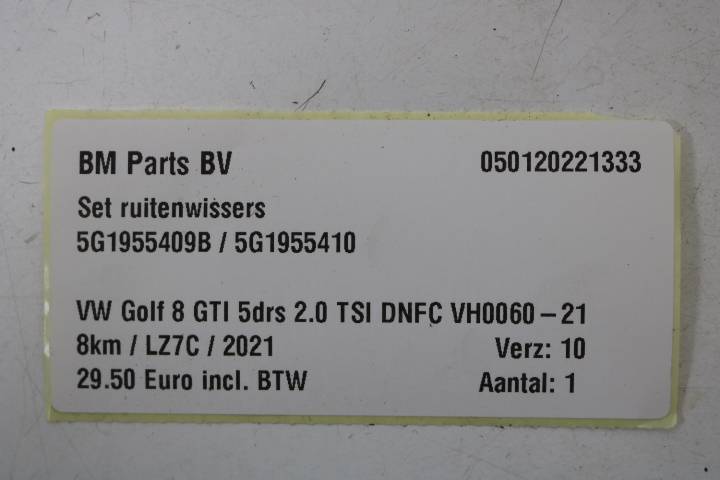 BM Parts BV 050120221333
Set ruitenwissers
5G1955409B / 5G1955410
VW Golf 8 GTI 5drs 2.0 TSI DNFC VH0060-21
8km / LZ7C / 2021 Verz: 10
29.50 Euro incl. BTW Aantal: 1